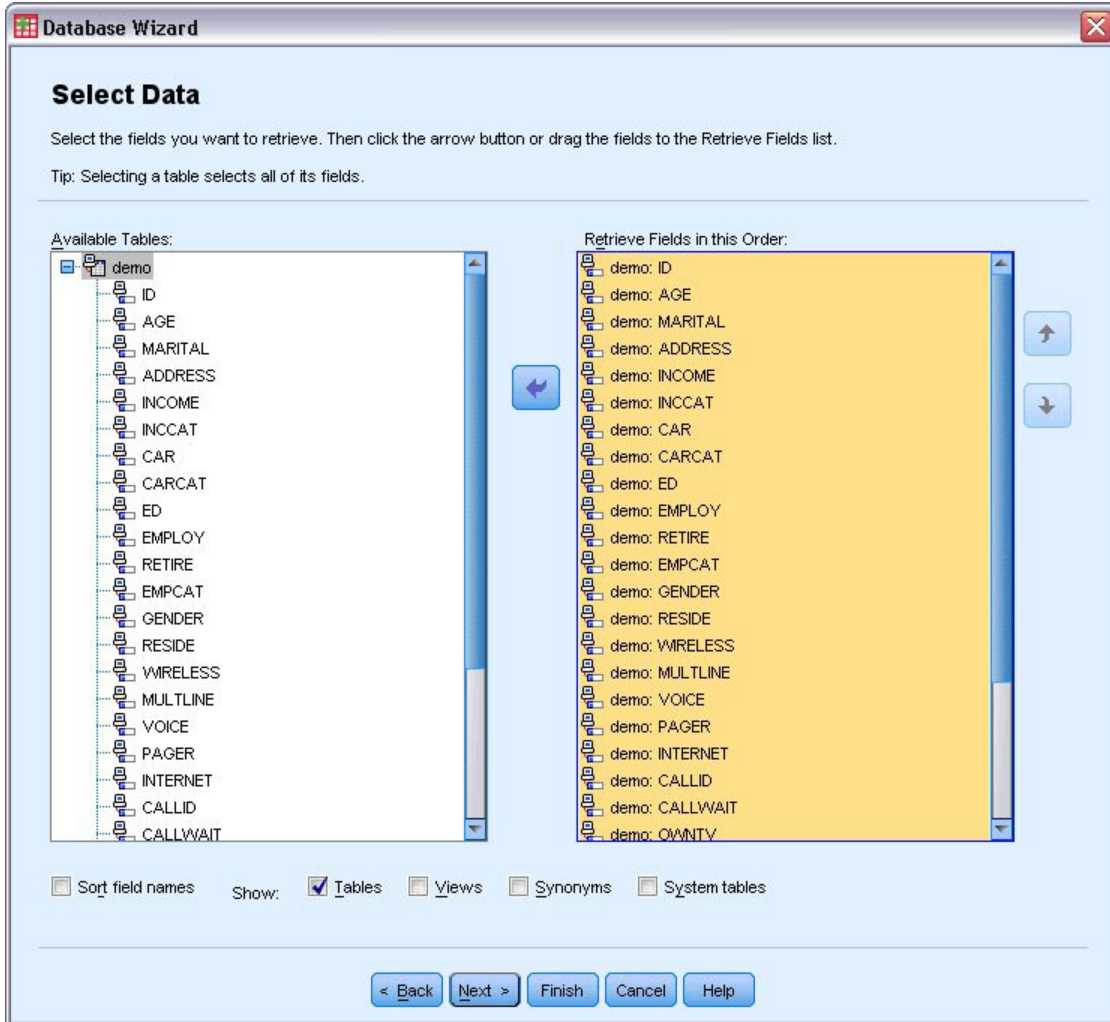 Database Wizard
Select Data
Select the fields you want to retrieve. Then click the arrow button or drag the fields to the Retrieve Fields list.
Tip: Selecting a table selects all of its fields.
Available Tables:
demo
ID
AGE
MARITAL
ADDRESS
INCOME
INCCAT
CAR
CARCAT
ED
EMPLOY
RETIRE
EMPCAT
GENDER
RESIDE
WIRELESS
MULTLINE
VOICE
PAGER
INTERNET
CALLID
CALLWAIT
Retrieve Fields in this Order:
demo: ID
demo: AGE
demo: MARITAL
demo: ADDRESS
demo: INCOME
demo: INCCAT
demo: CAR
demo: CARCAT
demo: ED
demo: EMPLOY
demo: RETIRE
demo: EMPCAT
demo: GENDER
demo: RESIDE
demo: WIRELESS
demo: MULTLINE
demo: VOICE
demo: PAGER
demo: INTERNET
demo: CALLID
demo: CALLWAIT
demo: OWNTV
Sort field names Show: Tables Views Synonyms System tables
< Back Next > Finish Cancel Help